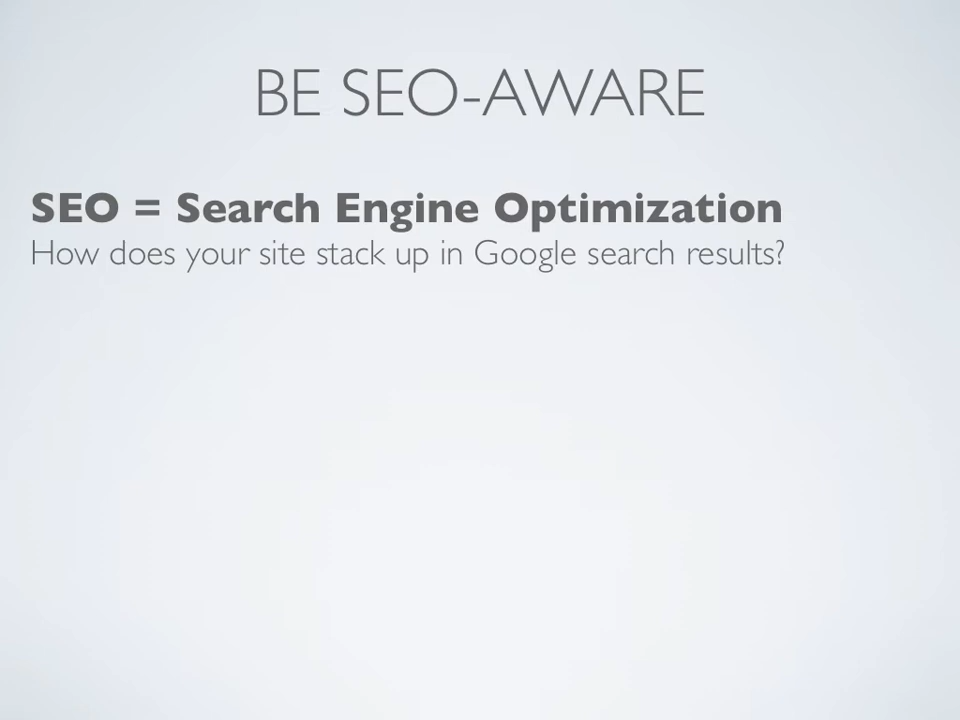 BE SEO-AWARE
SEO = Search Engine Optimization
How does your site stack up in Google search results?